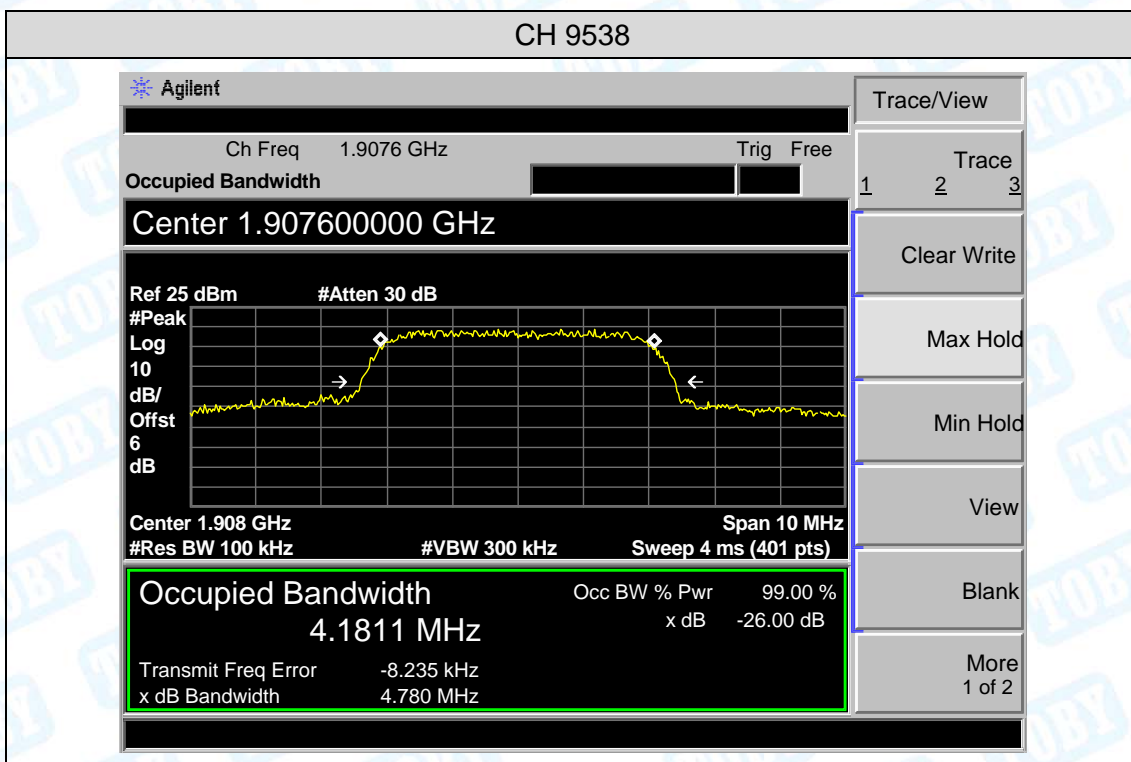 CH 9538
Agilent
Trace/View
Ch Freq 1.9076 GHz Trig Free
Occupied Bandwidth
Trace
1 2 3
Center 1.907600000 GHz
Clear Write
Ref 25 dBm #Atten 30 dB
#Peak
Log
10
dB/
Offst
6
dB
Max Hold
Min Hold
View
Center 1.908 GHz Span 10 MHz
#Res BW 100 kHz #VBW 300 kHz Sweep 4 ms (401 pts)
Occupied Bandwidth Occ BW % Pwr 99.00 %
4.1811 MHz x dB -26.00 dB
Blank
Transmit Freq Error -8.235 kHz
x dB Bandwidth 4.780 MHz
More
1 of 2
TOBY